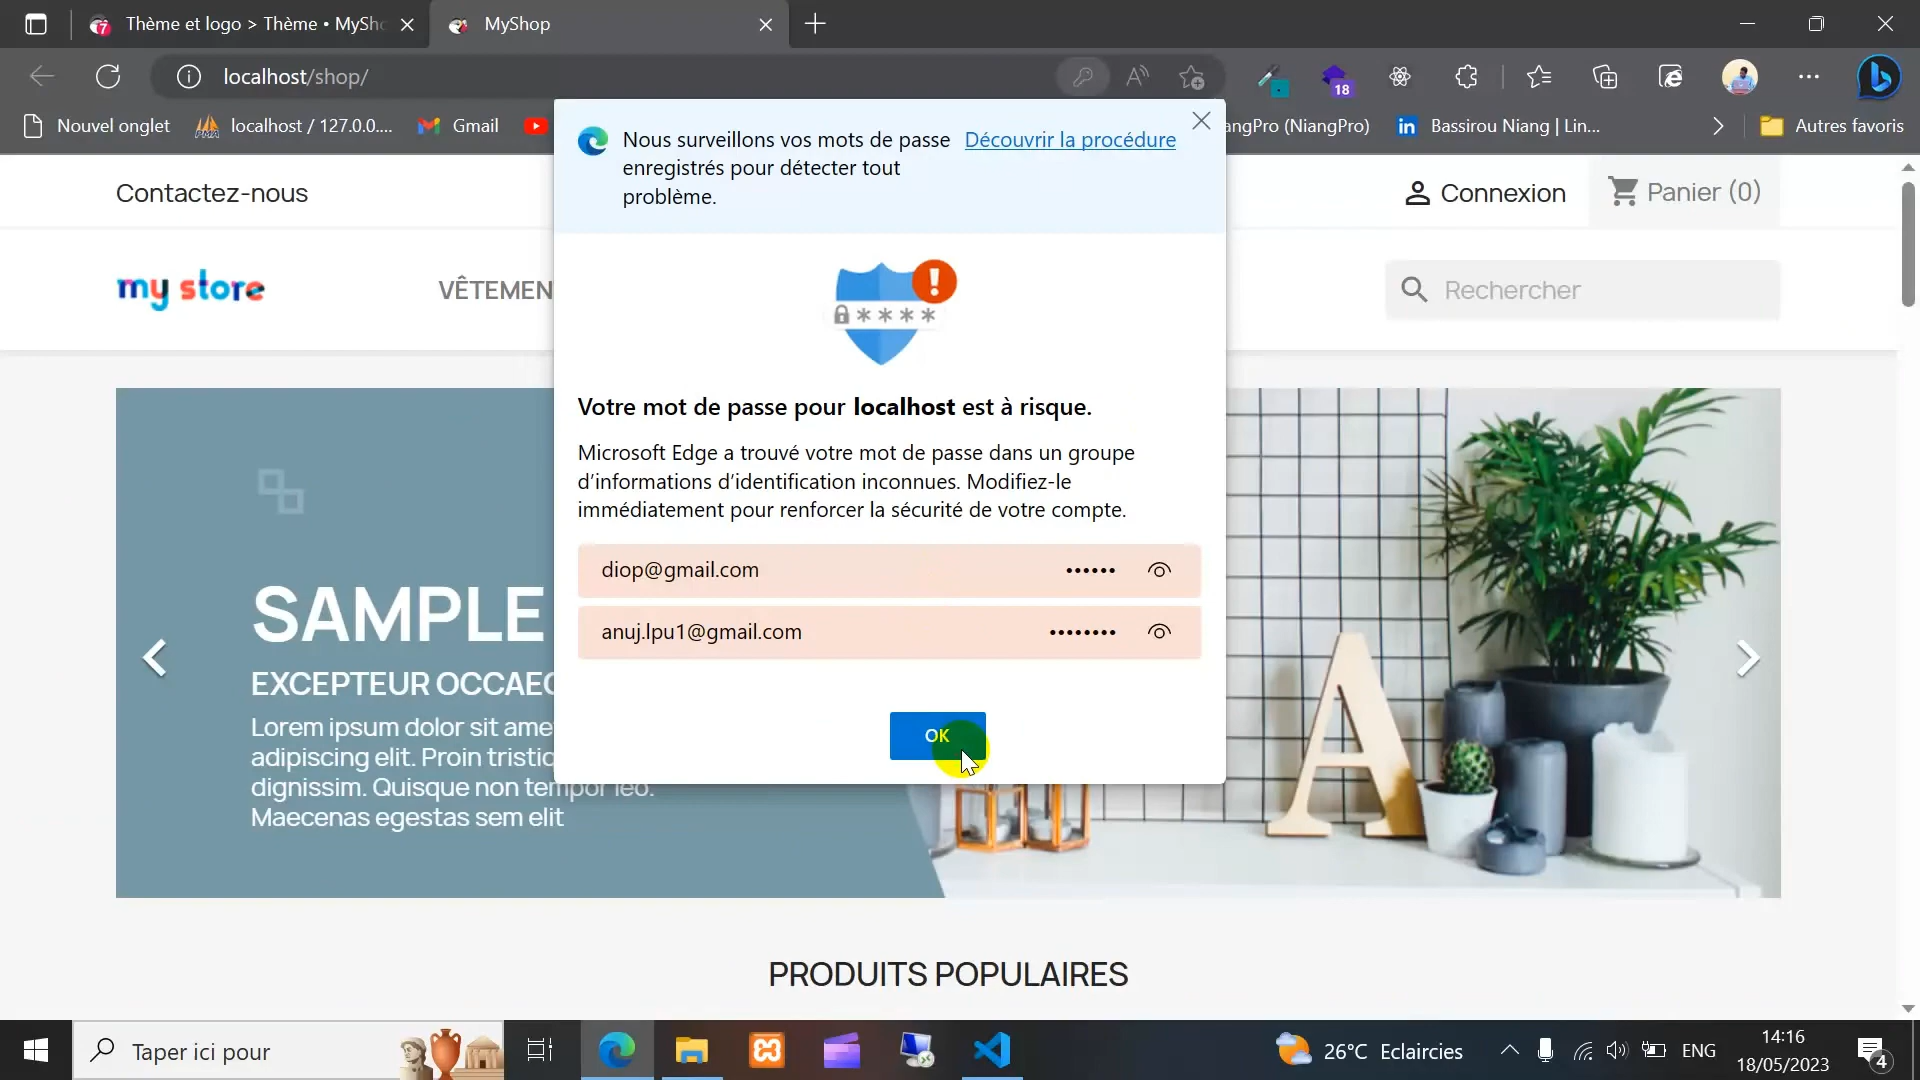 Thème et logo > Thème • MySh
MyShop
localhost/shop/
18
Nouvel onglet
localhost / 127.0.0....
Gmail
angPro (NiangPro)
Bassirou Niang | Lin...
Autres favoris
Nous surveillons vos mots de passe
enregistrés pour détecter tout
problème.
Découvrir la procédure
Contactez-nous
Connexion
Panier (0)
my store
VÊTEMEN
Rechercher
Votre mot de passe pour localhost est à risque.
Microsoft Edge a trouvé votre mot de passe dans un groupe
d'informations d'identification inconnues. Modifiez-le
immédiatement pour renforcer la sécurité de votre compte.
diop@gmail.com ••••••
anuj.lpu1@gmail.com ••••••••
OK
SAMPLE
EXCEPTEUR OCCAEC
Lorem ipsum dolor sit ame
adipiscing elit. Proin tristiq
dignissim. Quisque non tempor leo.
Maecenas egestas sem elit
PRODUITS POPULAIRES
Taper ici pour
26°C Eclaircies
ENG
14:16
18/05/2023
4